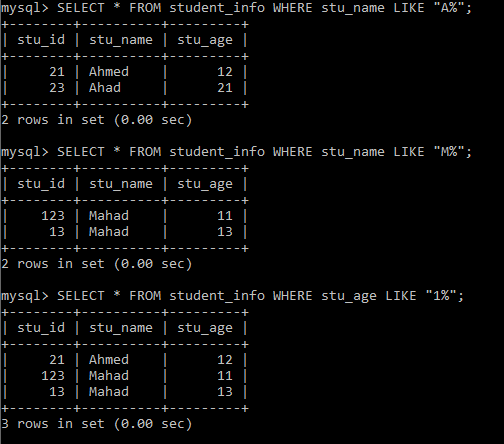 mysql> SELECT * FROM student_info WHERE stu_name LIKE "A%";
+--------+----------+---------+
| stu_id | stu_name | stu_age |
+--------+----------+---------+
|     21 | Ahmed    |      12 |
|     23 | Ahad     |      21 |
+--------+----------+---------+
2 rows in set (0.00 sec)

mysql> SELECT * FROM student_info WHERE stu_name LIKE "M%";
+--------+----------+---------+
| stu_id | stu_name | stu_age |
+--------+----------+---------+
|    123 | Mahad    |      11 |
|     13 | Mahad    |      13 |
+--------+----------+---------+
2 rows in set (0.00 sec)

mysql> SELECT * FROM student_info WHERE stu_age LIKE "1%";
+--------+----------+---------+
| stu_id | stu_name | stu_age |
+--------+----------+---------+
|     21 | Ahmed    |      12 |
|    123 | Mahad    |      11 |
|     13 | Mahad    |      13 |
+--------+----------+---------+
3 rows in set (0.00 sec)